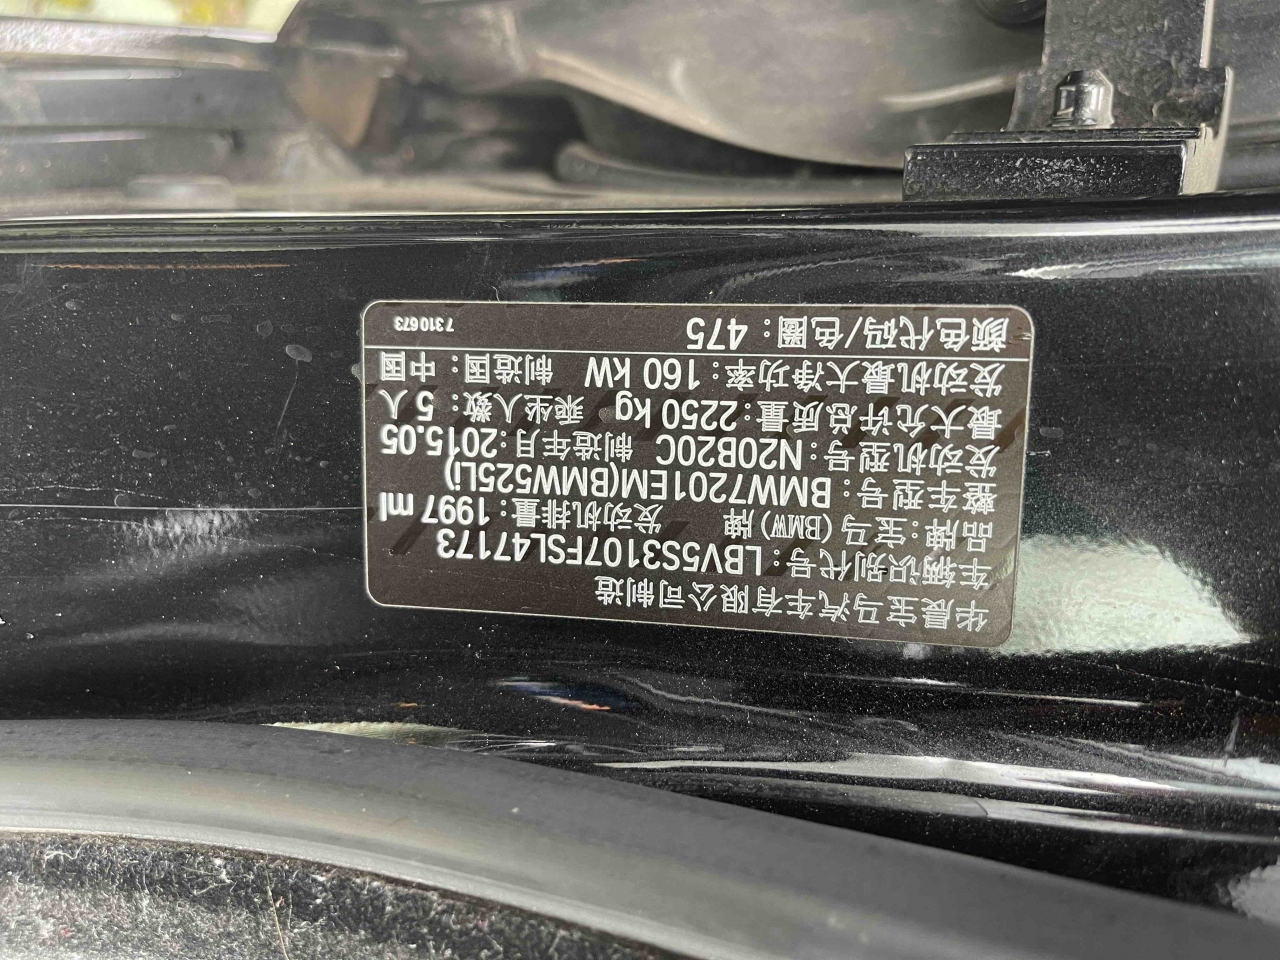 华晨宝马汽车有限公司制造
车辆识别代号：LBV5S3107FSL47173
品牌：宝马（BMW）牌 发动机排量：1997 ml
整车型号：BMW7201EM(BMW525Li)
发动机型号：N20B20C 制造年月：2015.05
最大允许总质量：2250 kg 乘坐人数：5 人
发动机最大净功率：160 kW 制造国：中国
颜色代码/色圈：475 7310673